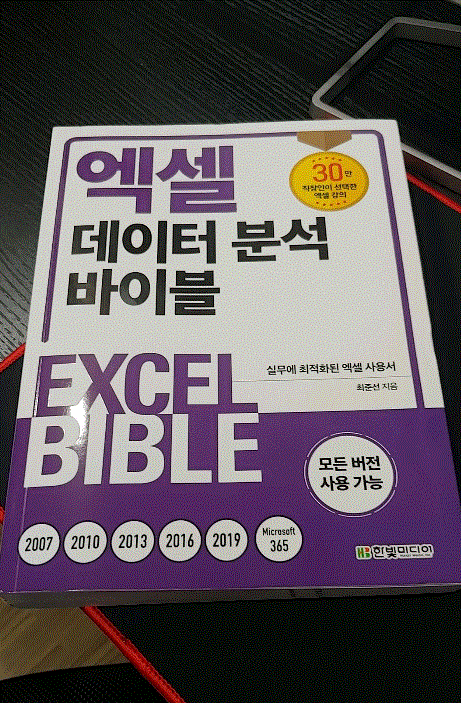 엑셀
30만
직장인이 선택한
엑셀 강의
데이터 분석
바이블
EXCEL
BIBLE
실무에 최적화된 엑셀 사용서
최준선 지음
모든 버전
사용 가능
2007 2010 2013 2016 2019 Microsoft 365
HB 한빛미디어